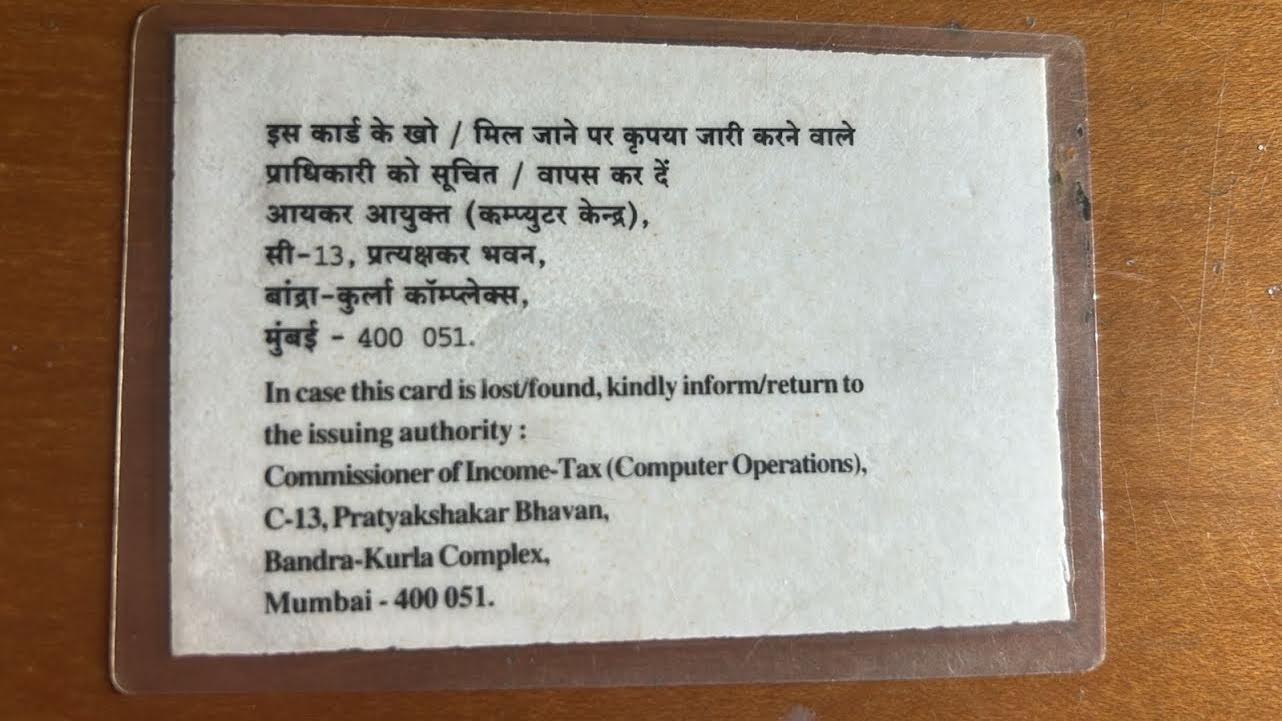 इस कार्ड के खो / मिल जाने पर कृपया जारी करने वाले
प्राधिकारी को सूचित / वापस कर दें
आयकर आयुक्त (कम्प्युटर केन्द्र),
सी-13, प्रत्यक्षकर भवन,
बांद्रा-कुर्ला कॉम्प्लेक्स,
मुंबई - 400 051.
In case this card is lost/found, kindly inform/return to
the issuing authority :
Commissioner of Income-Tax (Computer Operations),
C-13, Pratyakshakar Bhavan,
Bandra-Kurla Complex,
Mumbai - 400 051.